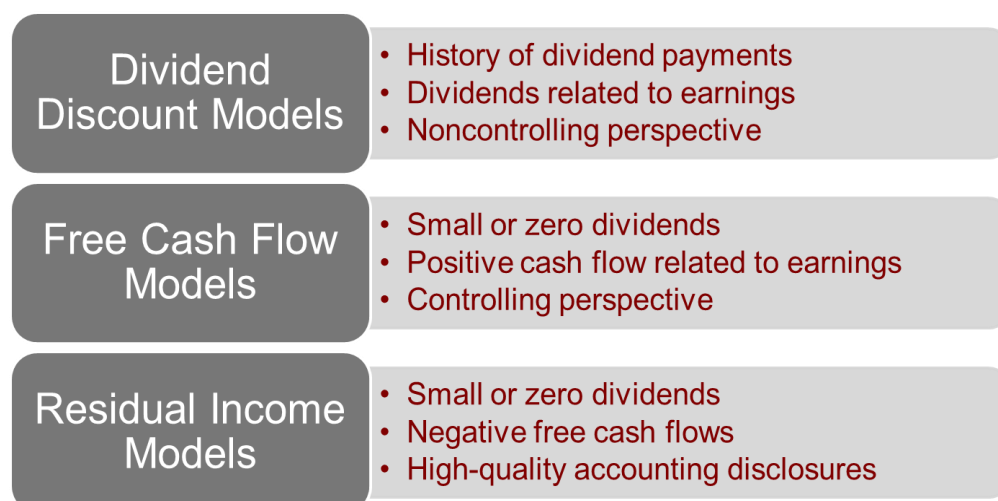 Dividend
Discount Models
• History of dividend payments
• Dividends related to earnings
• Noncontrolling perspective
Free Cash Flow
Models
• Small or zero dividends
• Positive cash flow related to earnings
• Controlling perspective
Residual Income
Models
• Small or zero dividends
• Negative free cash flows
• High-quality accounting disclosures